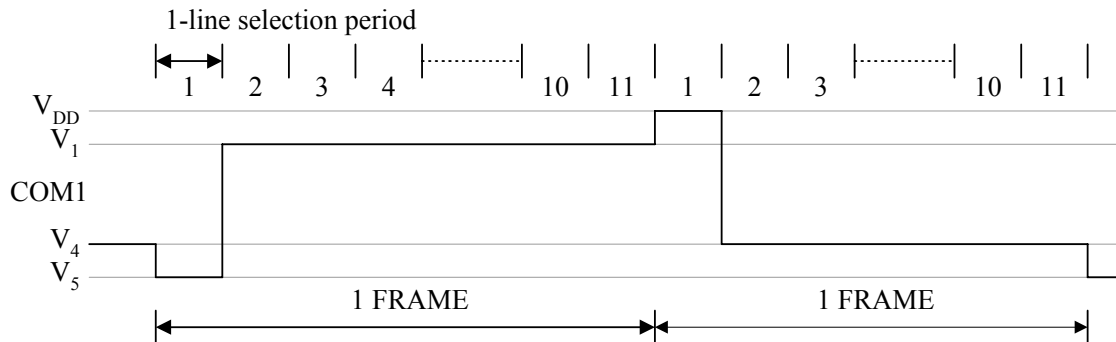 1-line selection period
1 2 3 4 10 11 1 2 3 10 11
V_DD
V_1
COM1
V_4
V_5
1 FRAME 1 FRAME